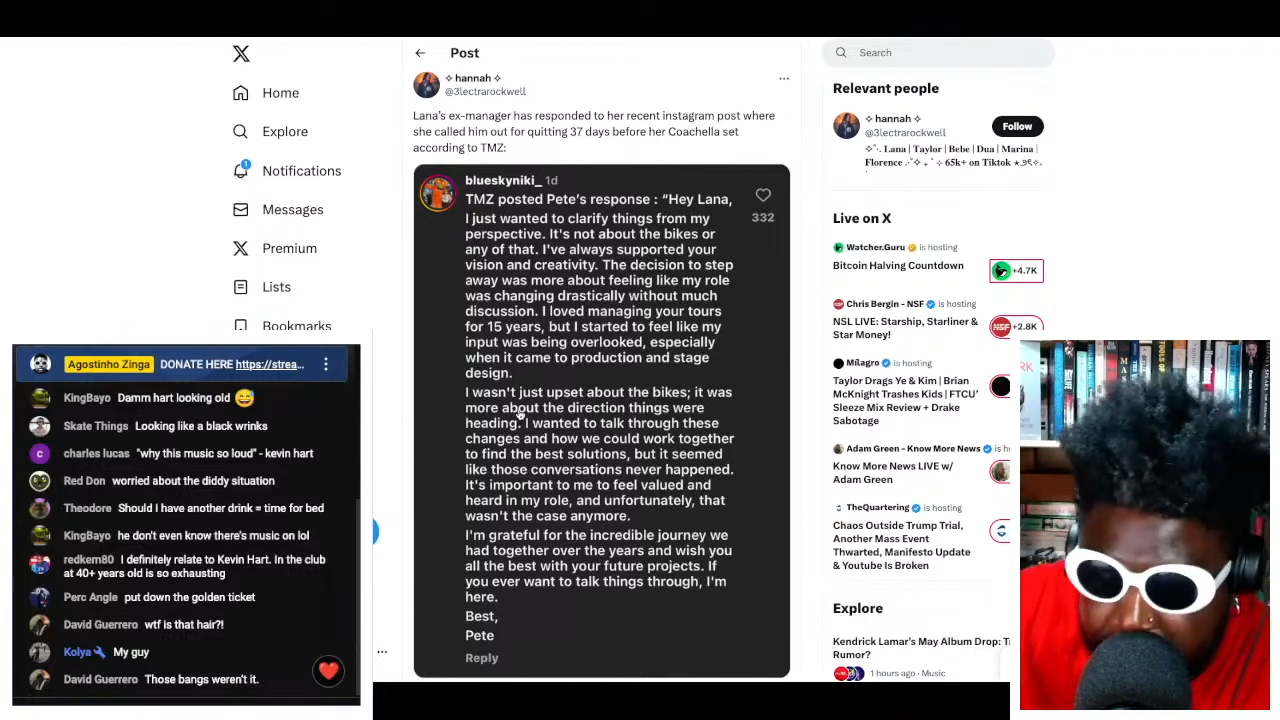 Home
Explore
Notifications
1
Messages
Premium
Lists
Bookmarks
Post
✧ hannah ✧
@3lectrarockwell
Lana's ex-manager has responded to her recent instagram post where
she called him out for quitting 37 days before her Coachella set
according to TMZ:
blueskyniki_ 1d
TMZ posted Pete's response : “Hey Lana,
I just wanted to clarify things from my
perspective. It's not about the bikes or
any of that. I've always supported your
vision and creativity. The decision to step
away was more about feeling like my role
was changing drastically without much
discussion. I loved managing your tours
for 15 years, but I started to feel like my
input was being overlooked, especially
when it came to production and stage
design.
I wasn't just upset about the bikes; it was
more about the direction things were
heading. I wanted to talk through these
changes and how we could work together
to find the best solutions, but it seemed
like those conversations never happened.
It's important to me to feel valued and
heard in my role, and unfortunately, that
wasn't the case anymore.
I'm grateful for the incredible journey we
had together over the years and wish you
all the best with your future projects. If
you ever want to talk things through, I'm
here.
Best,
Pete
Reply
332
Search
Relevant people
✧ hannah ✧
@3lectrarockwell
Follow
Lana | Taylor | Bebe | Dua | Marina |
Florence 65k+ on Tiktok
Live on X
Watcher.Guru is hosting
Bitcoin Halving Countdown
+4.7K
Chris Bergin - NSF is hosting
NSL LIVE: Starship, Starliner &
Star Money!
+2.8K
Mílagro is hosting
Taylor Drags Ye & Kim | Brian
McKnight Trashes Kids | FTCU'
Sleeze Mix Review + Drake
Sabotage
Adam Green - Know More News is h
Know More News LIVE w/
Adam Green
TheQuartering is hosting
Chaos Outside Trump Trial,
Another Mass Event
Thwarted, Manifesto Update
& Youtube Is Broken
Explore
Kendrick Lamar's May Album Drop: T
Rumor?
1 hours ago · Music
Agostinho Zinga DONATE HERE https://strea...
KingBayo Damm hart looking old 😅
Skate Things Looking like a black wrinks
charles lucas "why this music so loud" - kevin hart
Red Don worried about the diddy situation
Theodore Should I have another drink = time for bed
KingBayo he don't even know there's music on lol
redkem80 I definitely relate to Kevin Hart. In the club
at 40+ years old is so exhausting
Perc Angle put down the golden ticket
David Guerrero wtf is that hair?!
Kolya My guy
David Guerrero Those bangs weren't it.